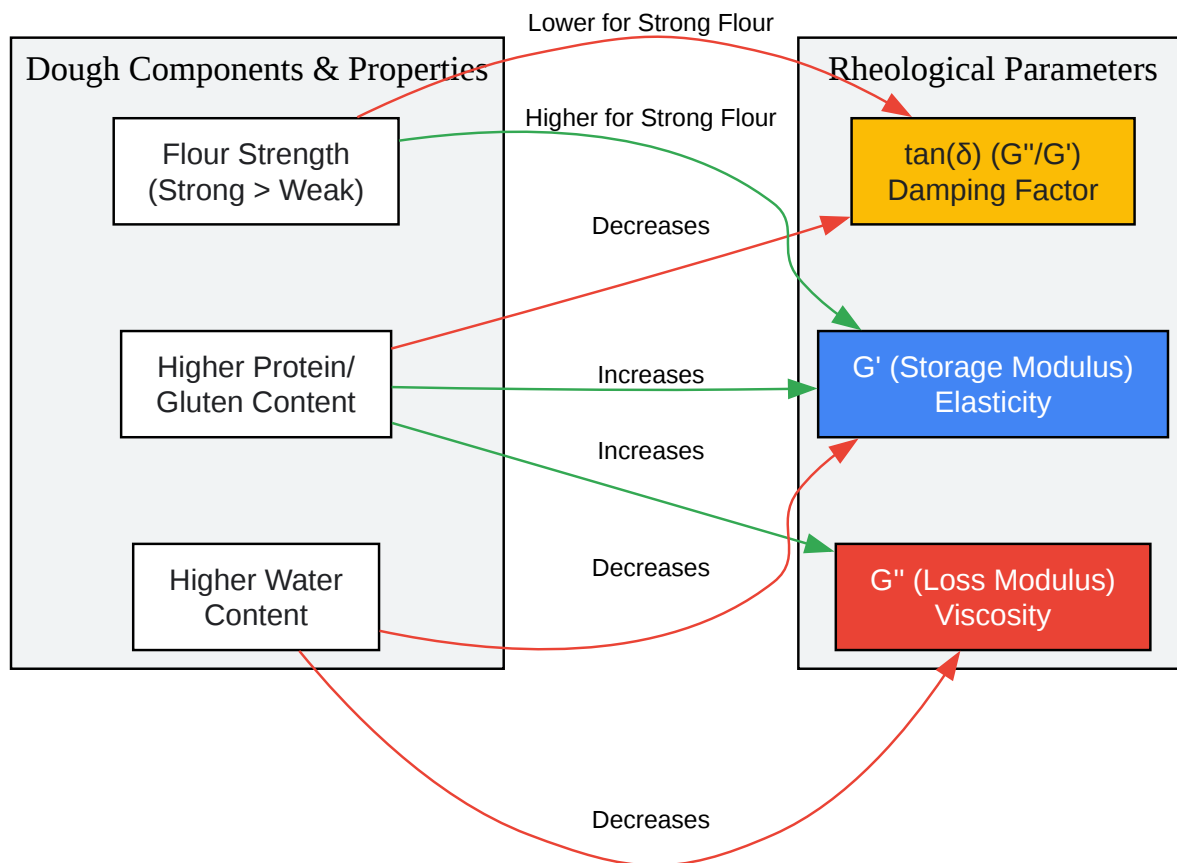 Lower for Strong Flour
Dough Components & Properties
Rheological Parameters
Higher for Strong Flour
Flour Strength
(Strong > Weak)
tan(δ) (G''/G')
Damping Factor
Decreases
Higher Protein/
Gluten Content
Increases
G' (Storage Modulus)
Elasticity
Increases
Higher Water
Content
Decreases
G'' (Loss Modulus)
Viscosity
Decreases